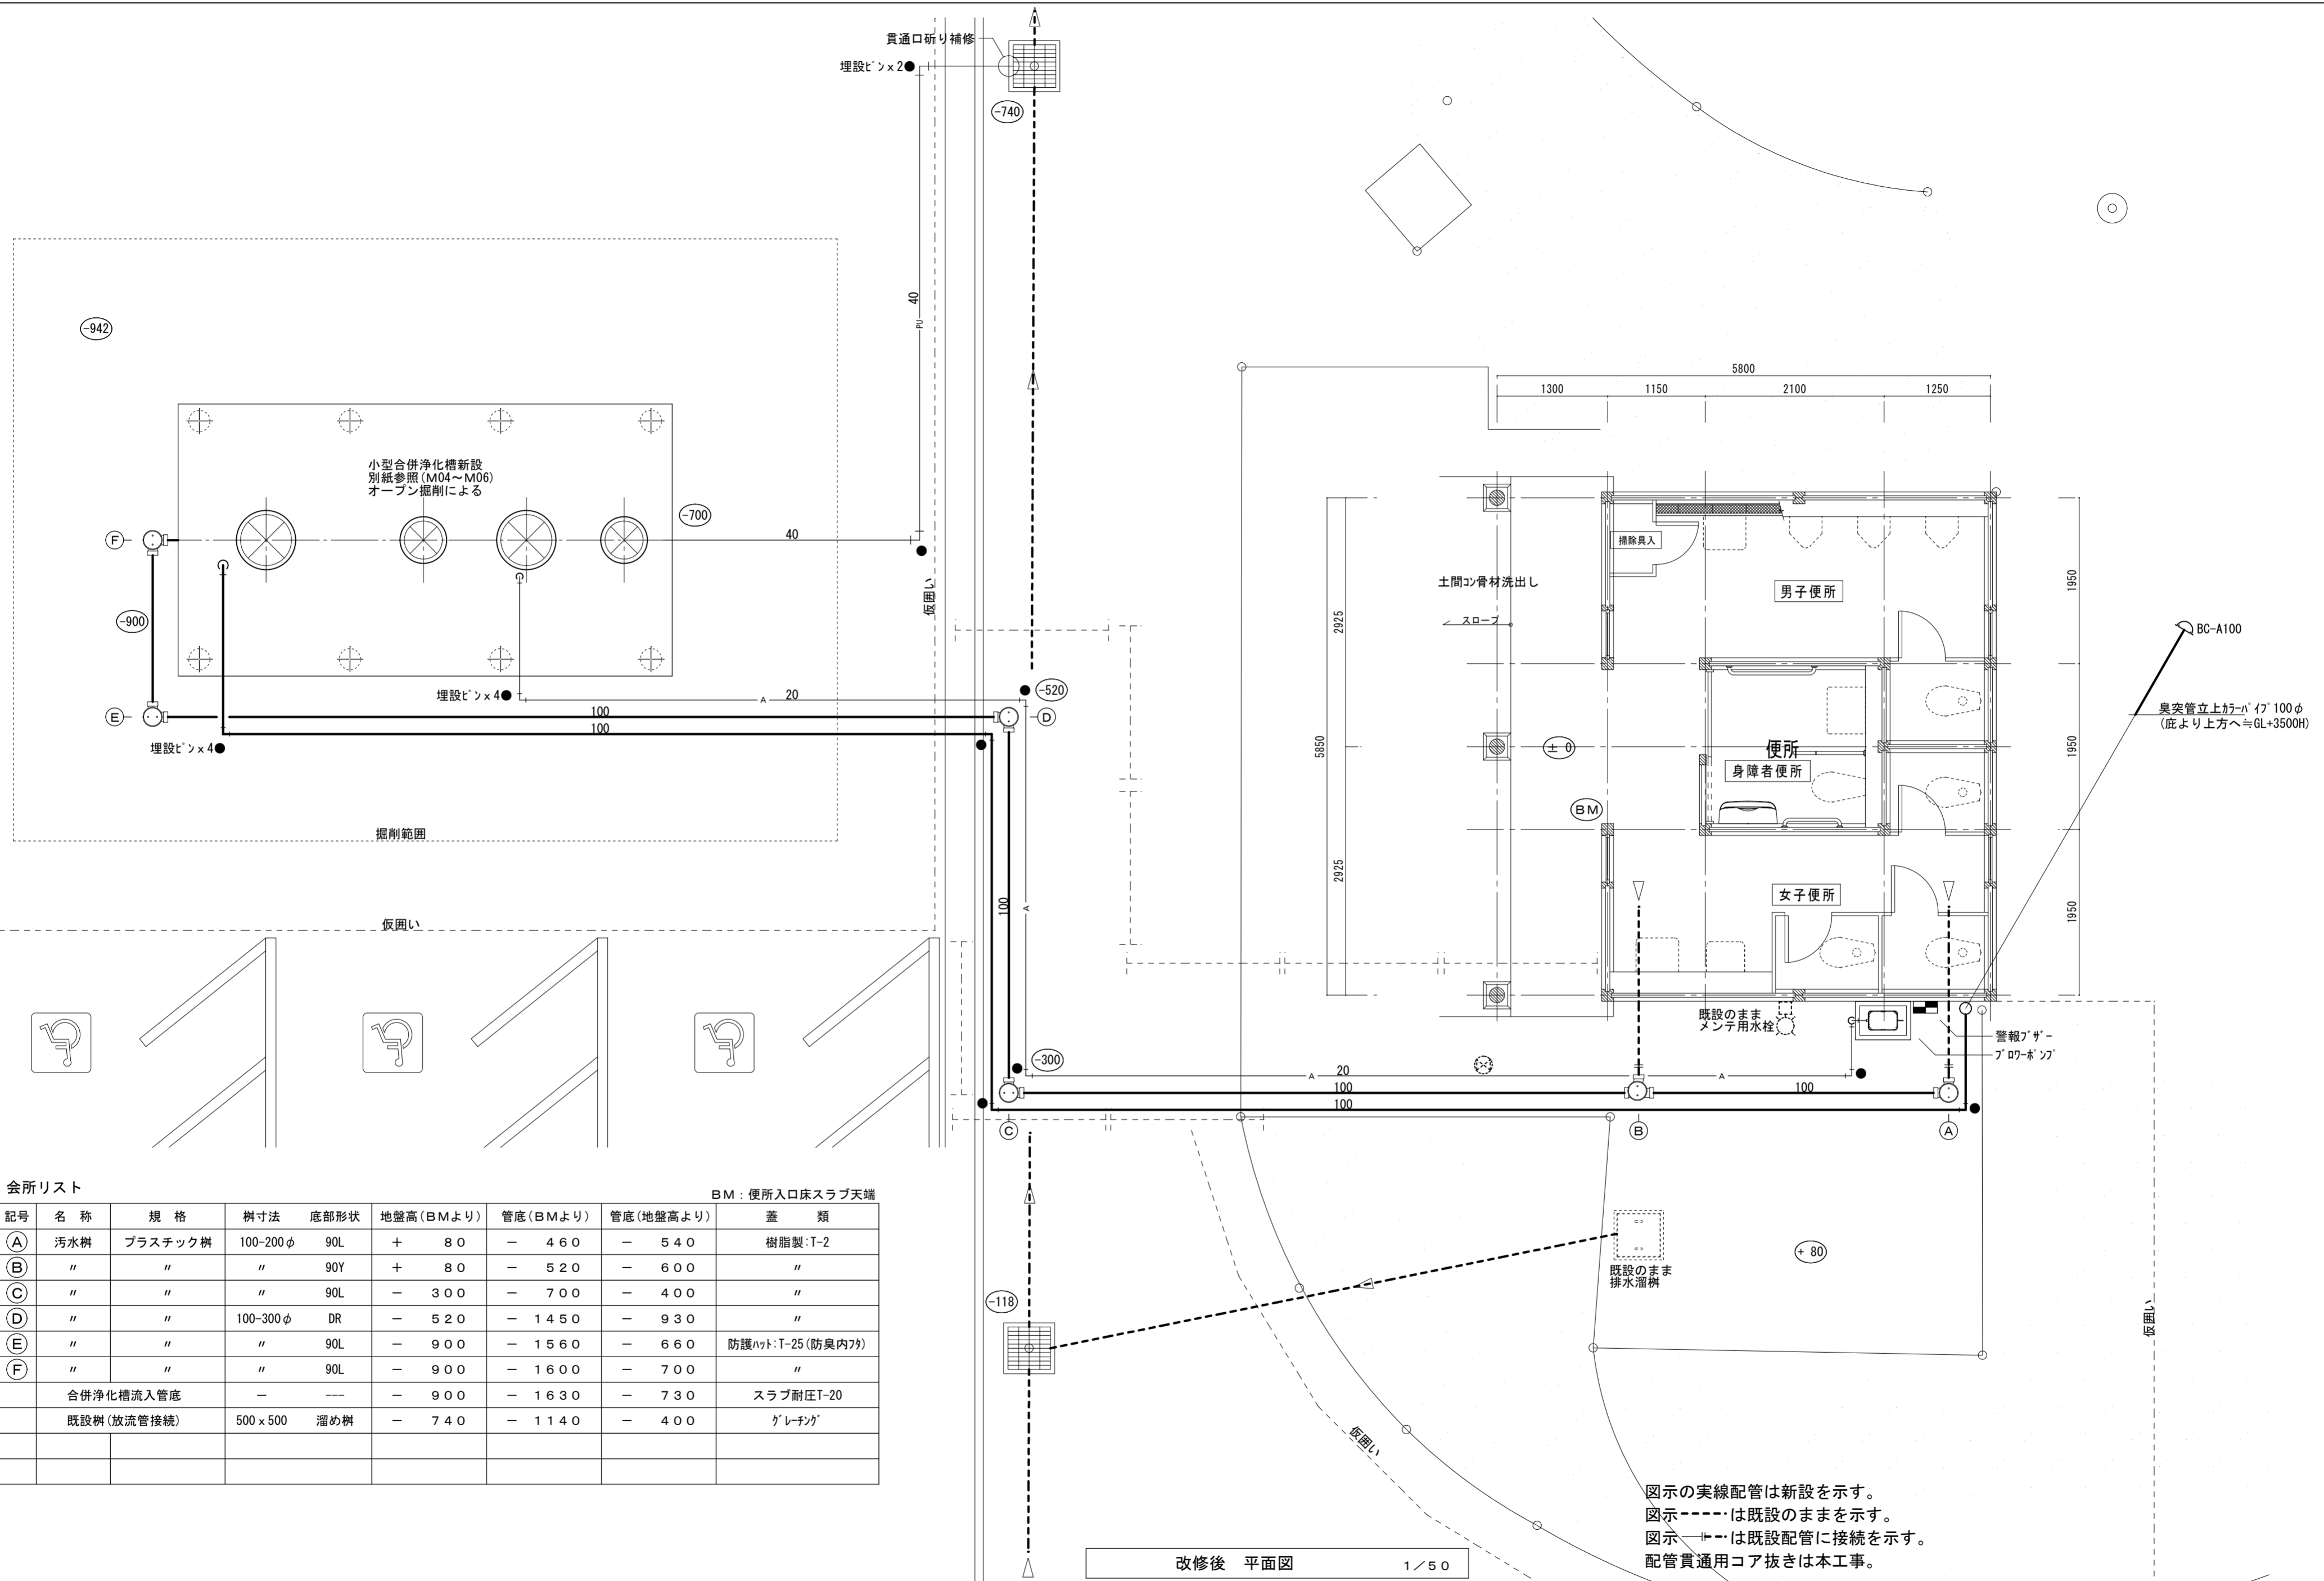 貫通口斫り補修
埋設ﾋﾟﾝx2●
-740
-942
40
PU
小型合併浄化槽新設
別紙参照(M04～M06)
オープン掘削による
-700
40
F
-900
仮囲い
埋設ﾋﾟﾝx4●
A 20
-520
E
100
100
D
埋設ﾋﾟﾝx4●
掘削範囲
100
A
仮囲い
5800
1300 1150 2100 1250
掃除具入
土間ｺﾝ骨材洗出し
男子便所
スロープ
2925
5850
2925
1950
1950
1950
± 0
便所
身障者便所
BM
女子便所
BC-A100
臭突管立上ｶﾗｰﾊﾟｲﾌﾟ100φ
(庇より上方へ≒GL+3500H)
既設のまま
メンテ用水栓
警報ﾌﾞｻﾞｰ
ﾌﾞﾛﾜｰﾎﾟﾝﾌﾟ
-300
A 20 A
100 100
100
C B A
会所リスト
BM：便所入口床スラブ天端
記号 名 称 規 格 桝寸法 底部形状 地盤高(BMより) 管底(BMより) 管底(地盤高より) 蓋 類
A 汚水桝 プラスチック桝 100-200φ 90L ＋ 80 － 460 － 540 樹脂製:T-2
B 〃 〃 〃 90Y ＋ 80 － 520 － 600 〃
C 〃 〃 〃 90L － 300 － 700 － 400 〃
D 〃 〃 100-300φ DR － 520 － 1450 － 930 〃
E 〃 〃 〃 90L － 900 － 1560 － 660 防護ﾊｯﾄ:T-25(防臭内ﾌﾀ)
F 〃 〃 〃 90L － 900 － 1600 － 700 〃
合併浄化槽流入管底 － --- － 900 － 1630 － 730 スラブ耐圧T-20
既設桝(放流管接続) 500x500 溜め桝 － 740 － 1140 － 400 ｸﾞﾚｰﾁﾝｸﾞ
-118
既設のまま
排水溜桝
+ 80
仮囲い
仮囲い
図示の実線配管は新設を示す。
図示-----は既設のままを示す。
図示—⊩--は既設配管に接続を示す。
配管貫通用コア抜きは本工事。
改修後 平面図 1／50